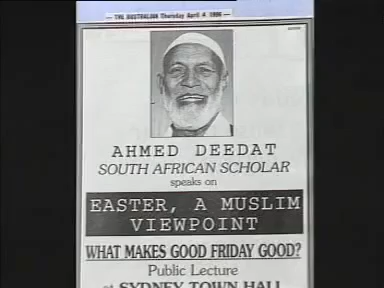 — THE AUSTRALIAN Thursday April 4 1996 —
AHMED DEEDAT
SOUTH AFRICAN SCHOLAR
speaks on
EASTER, A MUSLIM
VIEWPOINT
WHAT MAKES GOOD FRIDAY GOOD?
Public Lecture
at SYDNEY TOWN HALL